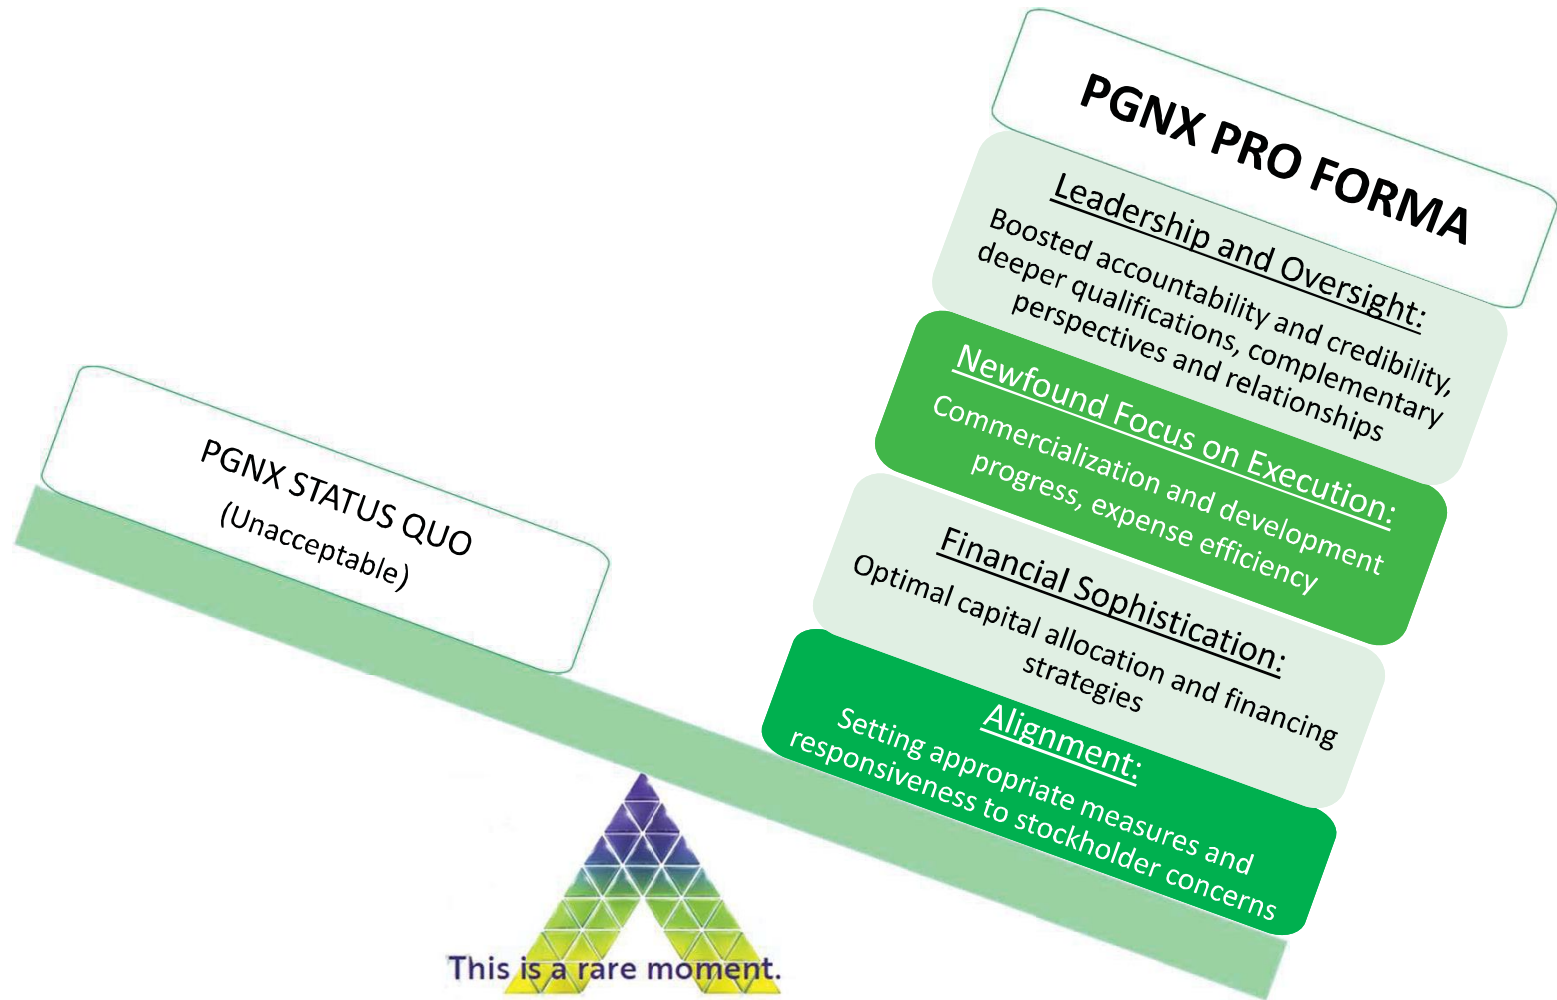 PGNX STATUS QUO
(Unacceptable)
PGNX PRO FORMA
Leadership and Oversight:
Boosted accountability and credibility,
deeper qualifications, complementary
perspectives and relationships
Newfound Focus on Execution:
Commercialization and development
progress, expense efficiency
Financial Sophistication:
Optimal capital allocation and financing
strategies
Alignment:
Setting appropriate measures and
responsiveness to stockholder concerns
This is a rare moment.